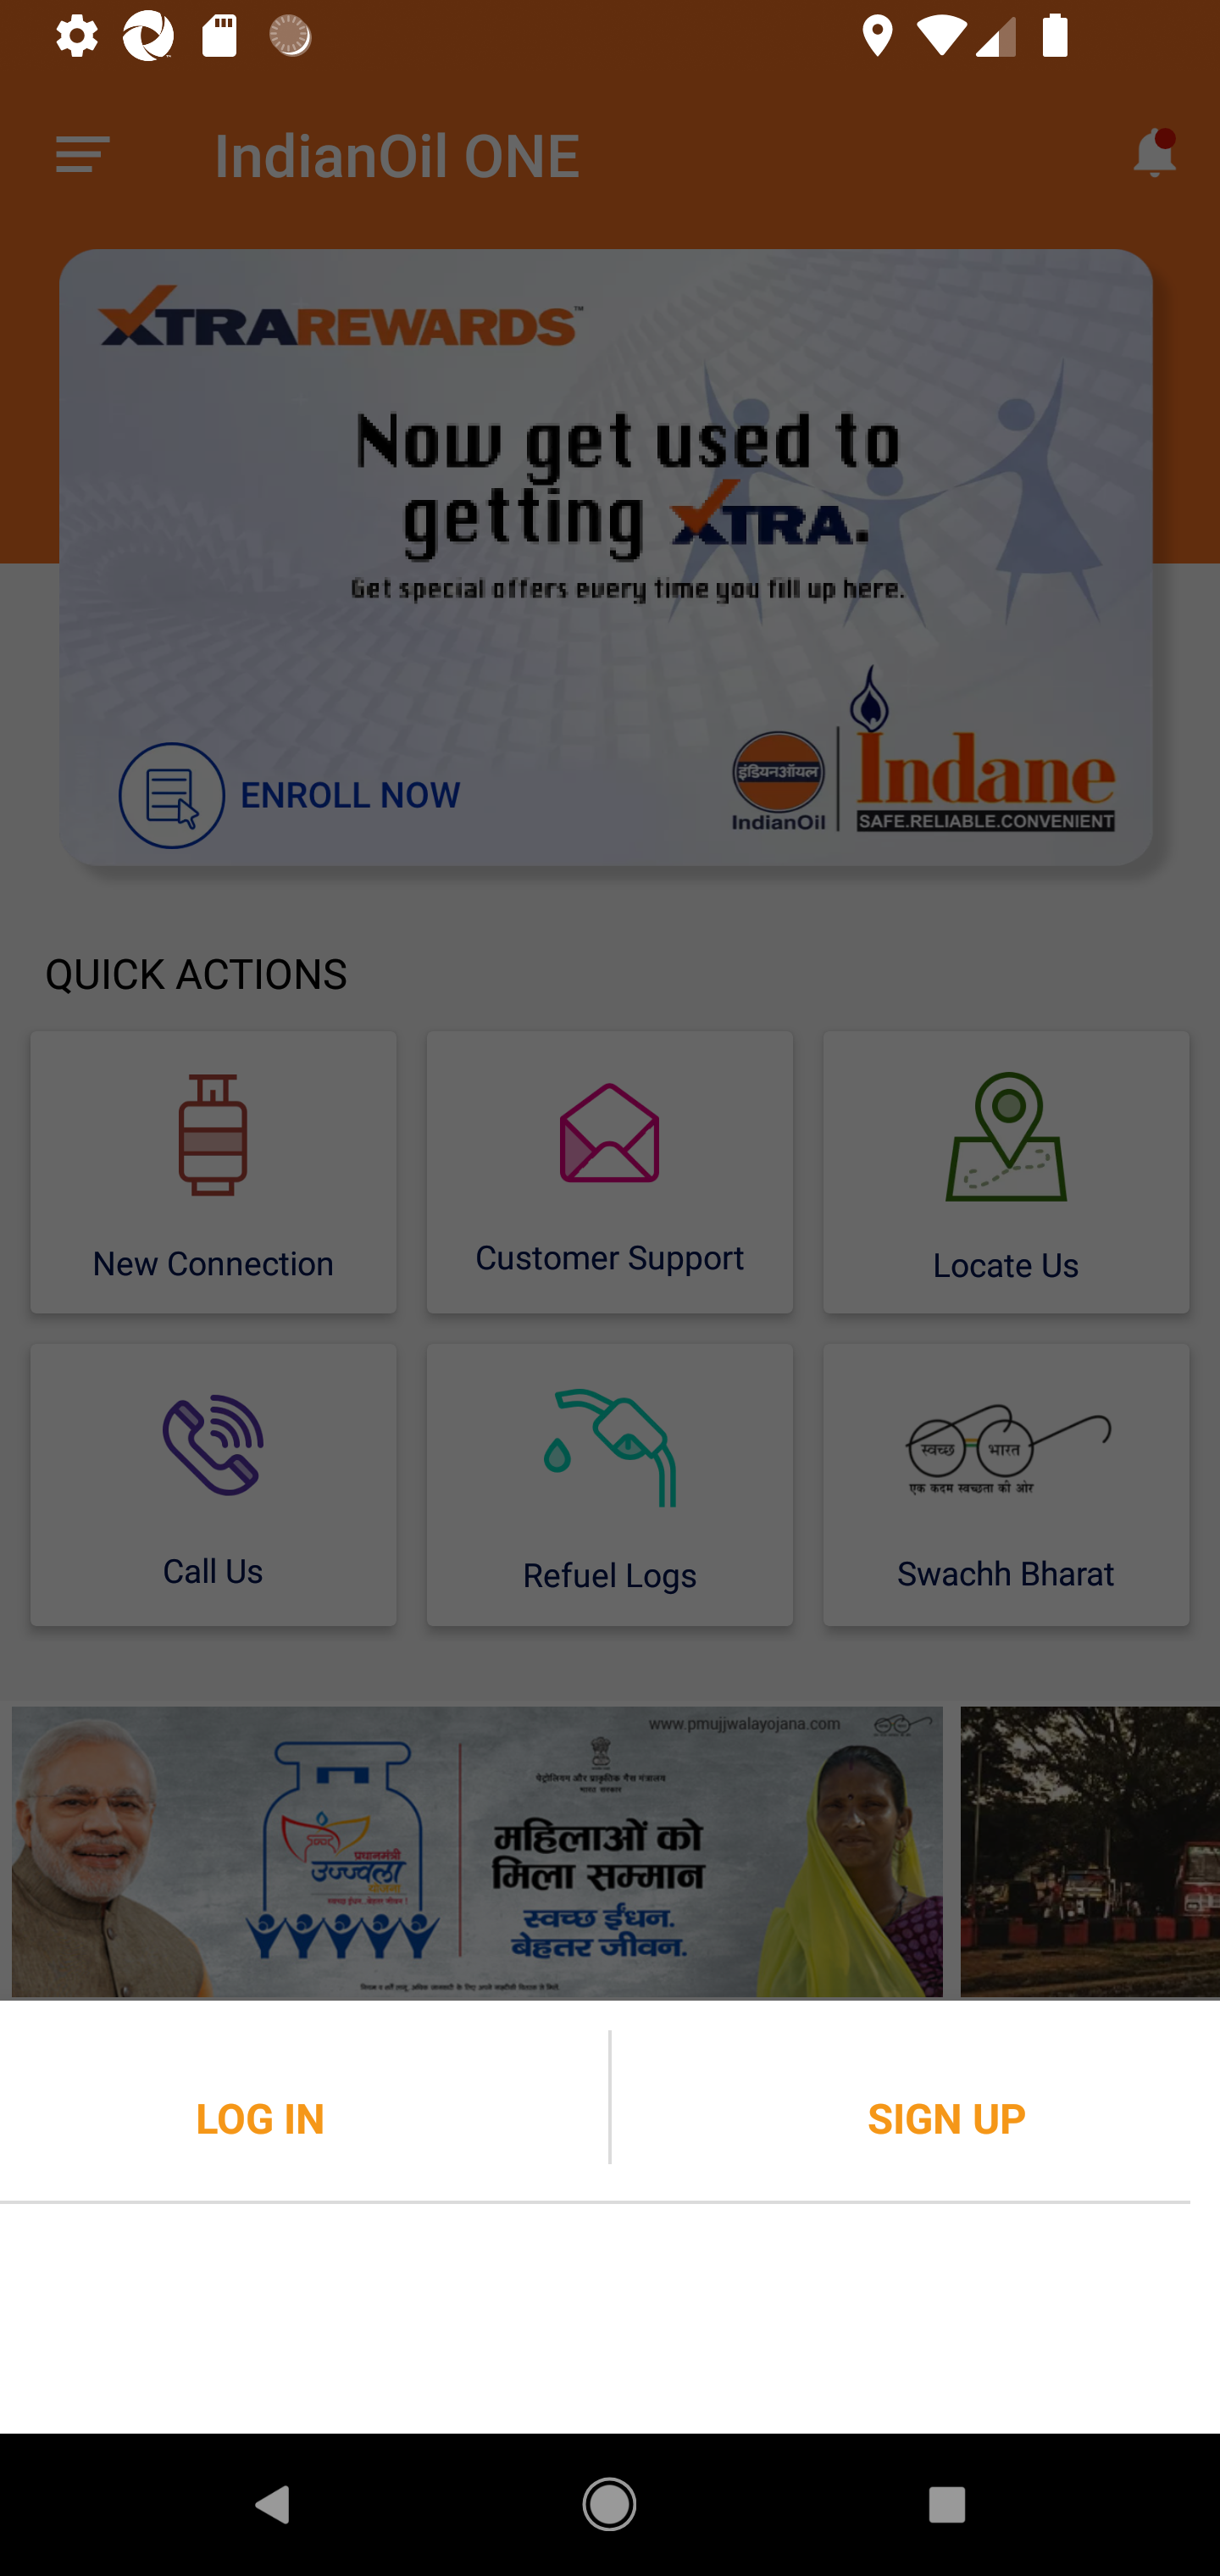 IndianOil ONE
XTRAREWARDS™
Now get used to
getting XTRA.
Get special offers every time you fill up here.
ENROLL NOW
इंडियनऑयल
IndianOil
Indane
SAFE.RELIABLE.CONVENIENT
QUICK ACTIONS
New Connection
Customer Support
Locate Us
Call Us
Refuel Logs
स्वच्छ भारत
एक कदम स्वच्छता की ओर
Swachh Bharat
www.pmujjwalayojana.com
पेट्रोलियम और प्राकृतिक गैस मंत्रालय
भारत सरकार
प्रधानमंत्री
उज्ज्वला
योजना
महिलाओं को
मिला सम्मान
स्वच्छ ईंधन.
बेहतर जीवन.
LOG IN
SIGN UP